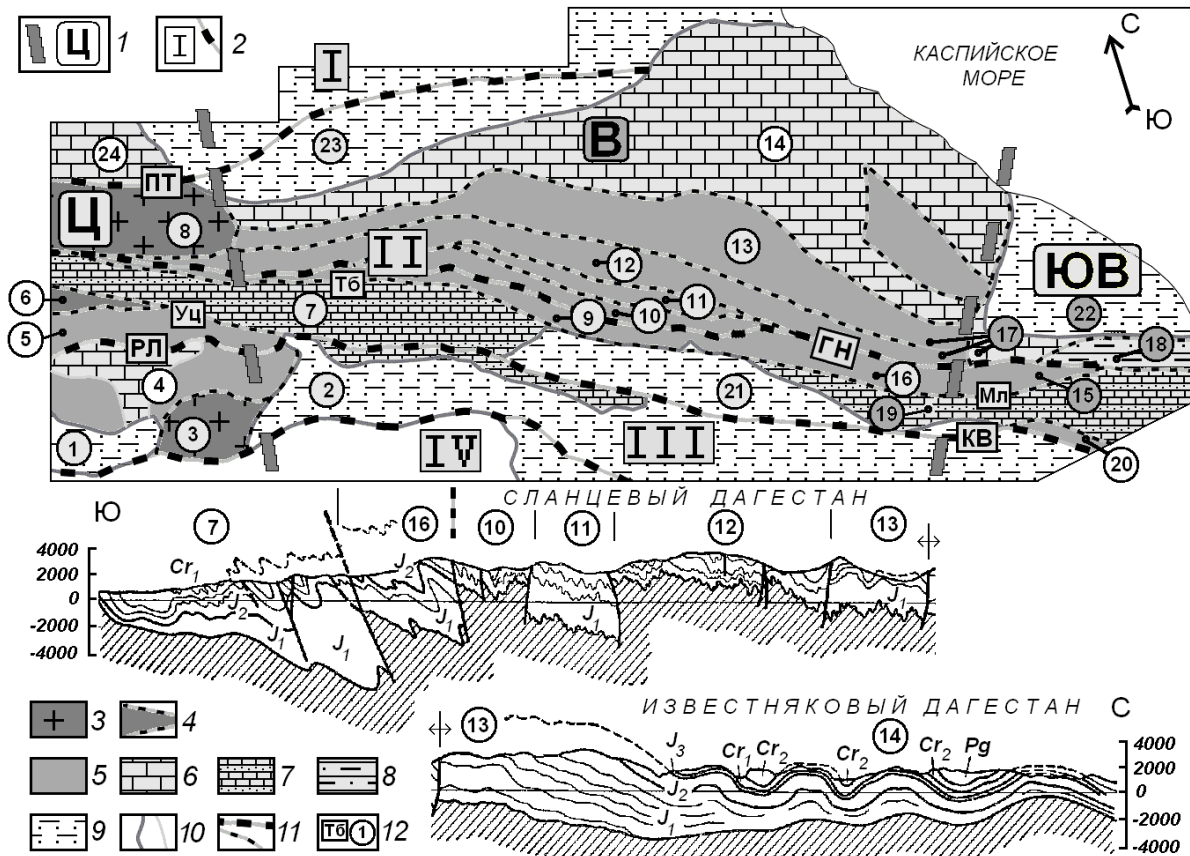 Ц 1
I 2
I
С
КАСПИЙСКОЕ
МОРЕ
Ю
23
В
14
24
ПТ
Ц
8
II
12
13
ЮВ
22
6
Тб
Уц
7
9
10
11
17
5
РЛ
ГН
18
4
2
21
16
Мл
15
3
19
1
IV
III
КВ
20
СЛАНЦЕВЫЙ ДАГЕСТАН
Ю
7
16
10
11
12
13
4000
2000
0
-2000
-4000
Cr1
J2
J2
J1
J1
J1
J1
J1
ИЗВЕСТНЯКОВЫЙ ДАГЕСТАН
С
13
14
J3
Cr1
Cr2
Cr2
Cr2
Pg
J2
J1
4000
2000
0
-2000
-4000
3
4
5
6
7
8
9
10
11
Тб 1 12